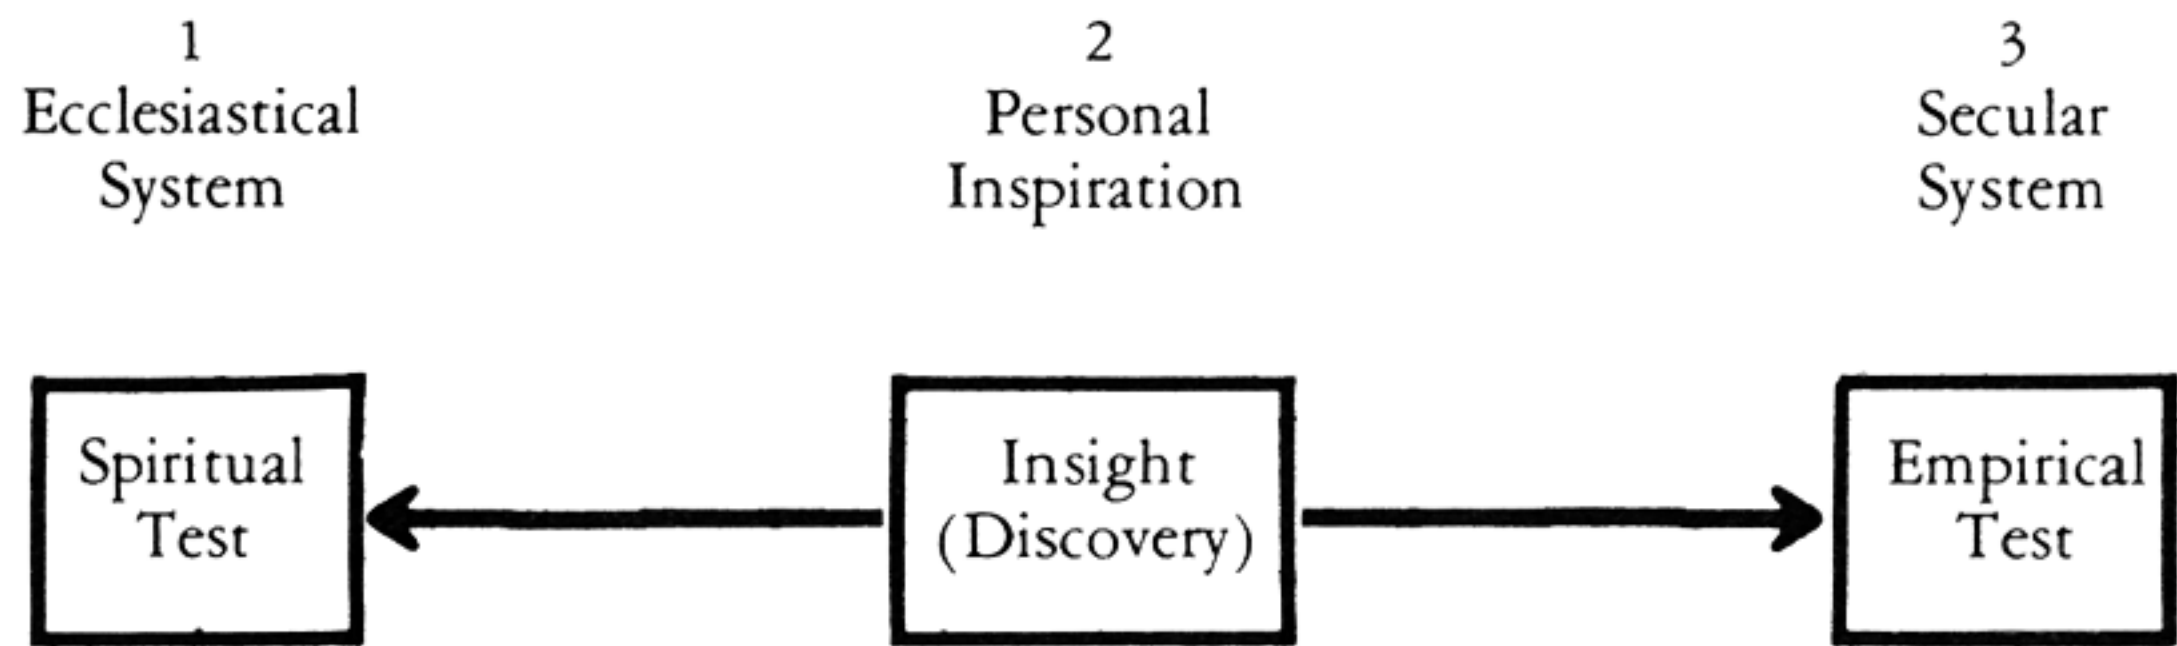 1
Ecclesiastical
System
2
Personal
Inspiration
3
Secular
System
Spiritual
Test
Insight
(Discovery)
Empirical
Test